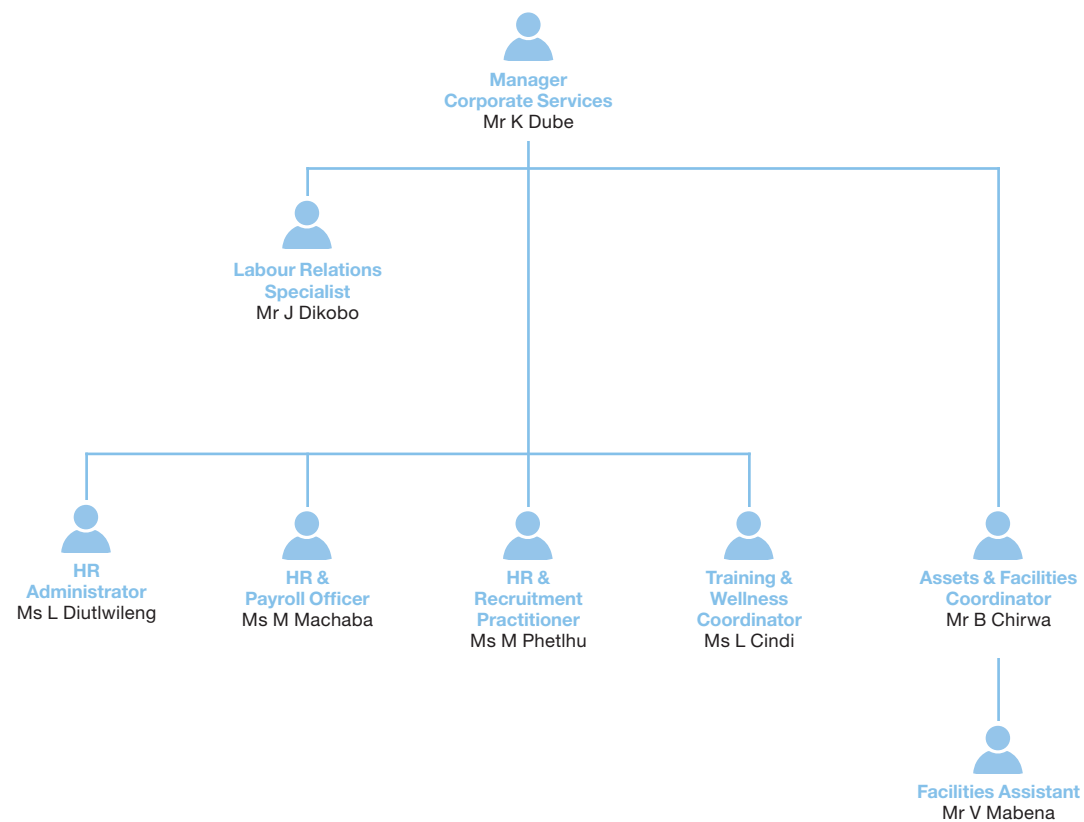 Manager
Corporate Services
Mr K Dube
Labour Relations
Specialist
Mr J Dikobo
HR
Administrator
Ms L Diutlwileng
HR &
Payroll Officer
Ms M Machaba
HR &
Recruitment
Practitioner
Ms M Phetlhu
Training &
Wellness
Coordinator
Ms L Cindi
Assets & Facilities
Coordinator
Mr B Chirwa
Facilities Assistant
Mr V Mabena